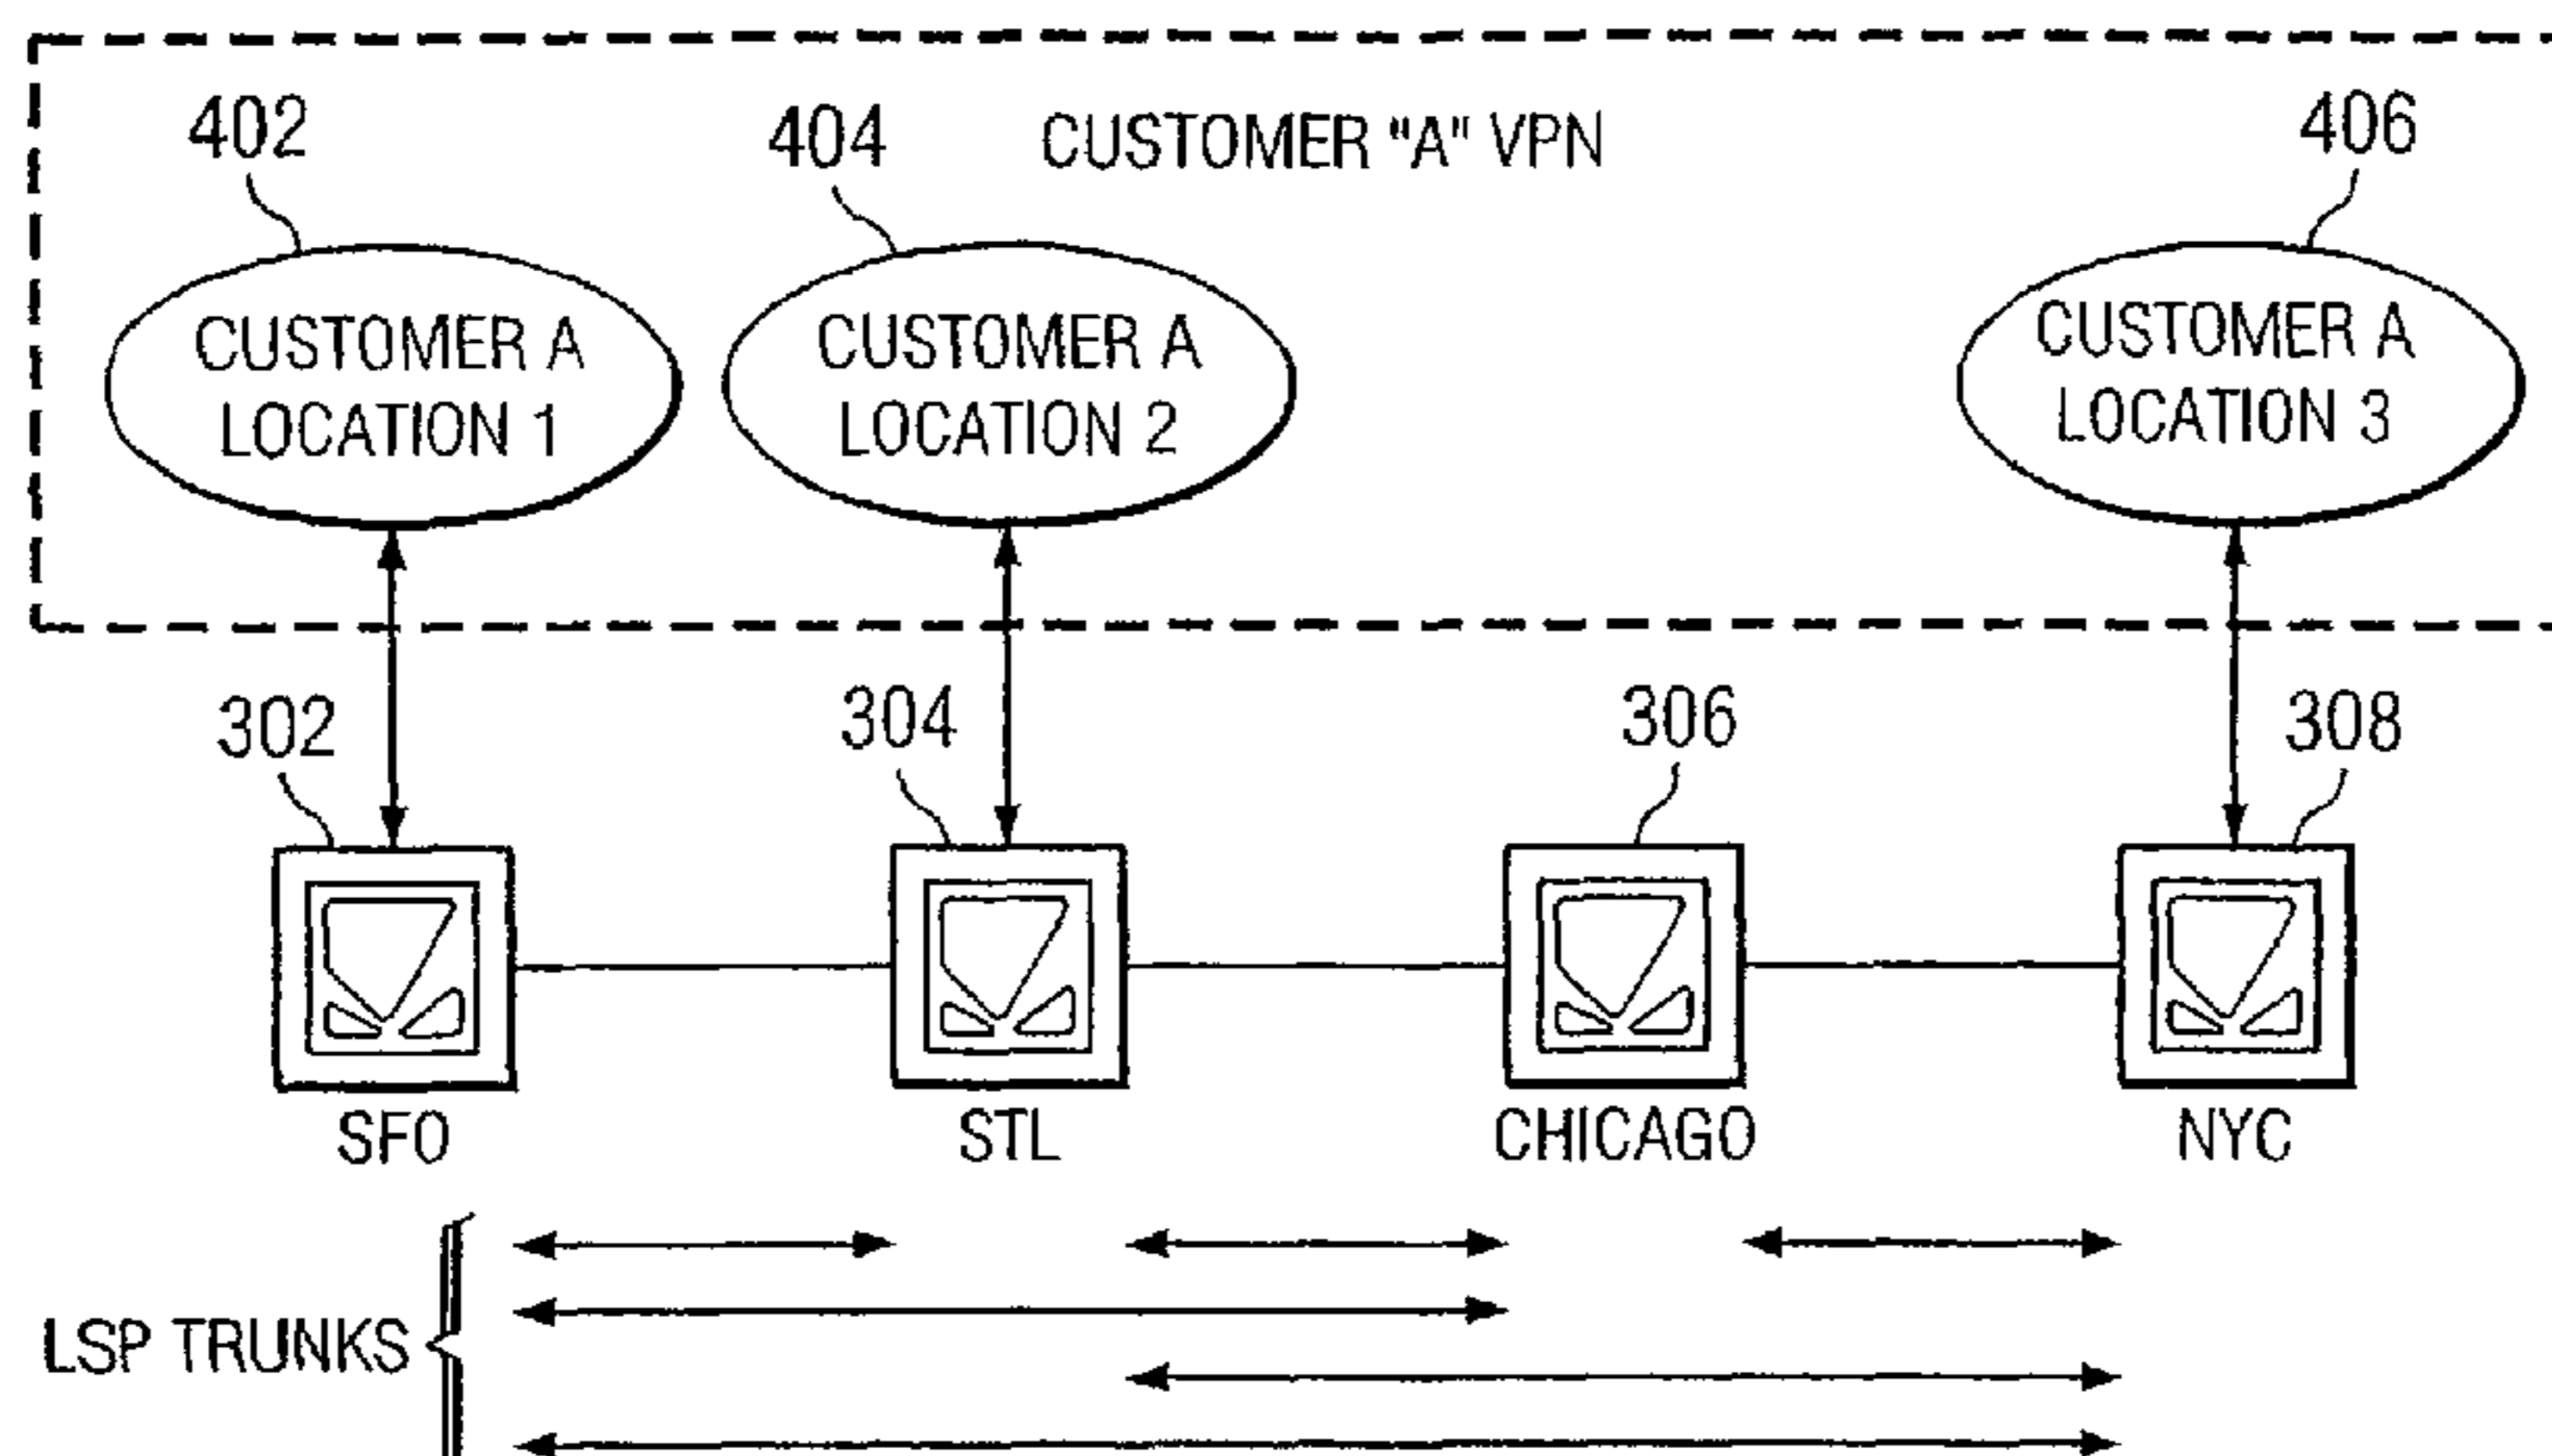 402
404
CUSTOMER "A" VPN
406
CUSTOMER A
LOCATION 1
CUSTOMER A
LOCATION 2
CUSTOMER A
LOCATION 3
302
304
306
308
SFO
STL
CHICAGO
NYC
LSP TRUNKS